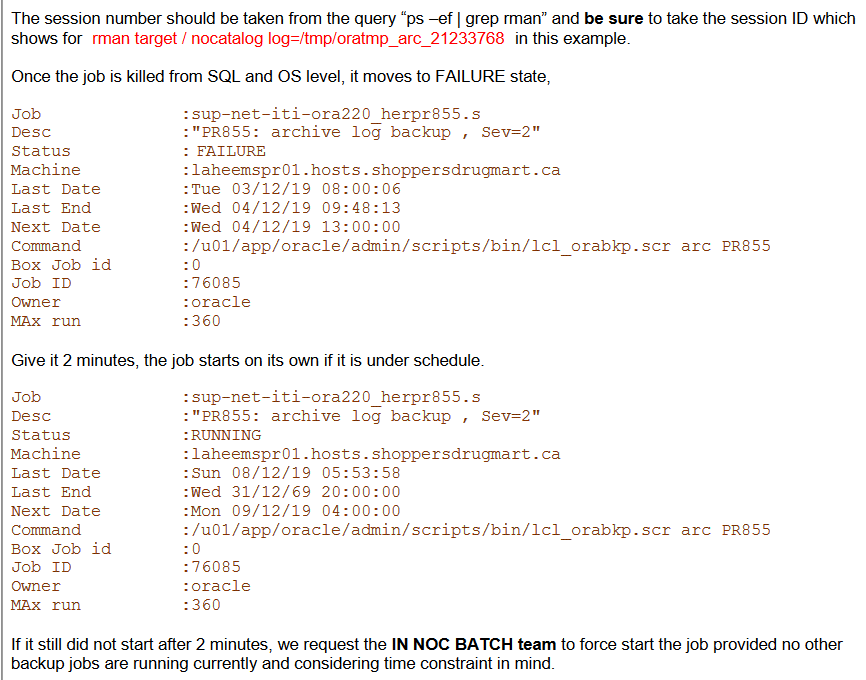 The session number should be taken from the query “ps –ef | grep rman” and be sure to take the session ID which
shows for rman target / nocatalog log=/tmp/oratmp_arc_21233768 in this example.
Once the job is killed from SQL and OS level, it moves to FAILURE state,
Job :sup-net-iti-ora220_herpr855.s
Desc :"PR855: archive log backup , Sev=2"
Status : FAILURE
Machine :laheemspr01.hosts.shoppersdrugmart.ca
Last Date :Tue 03/12/19 08:00:06
Last End :Wed 04/12/19 09:48:13
Next Date :Wed 04/12/19 13:00:00
Command :/u01/app/oracle/admin/scripts/bin/lcl_orabkp.scr arc PR855
Box Job id :0
Job ID :76085
Owner :oracle
MAx run :360
Give it 2 minutes, the job starts on its own if it is under schedule.
Job :sup-net-iti-ora220_herpr855.s
Desc :"PR855: archive log backup , Sev=2"
Status :RUNNING
Machine :laheemspr01.hosts.shoppersdrugmart.ca
Last Date :Sun 08/12/19 05:53:58
Last End :Wed 31/12/69 20:00:00
Next Date :Mon 09/12/19 04:00:00
Command :/u01/app/oracle/admin/scripts/bin/lcl_orabkp.scr arc PR855
Box Job id :0
Job ID :76085
Owner :oracle
MAx run :360
If it still did not start after 2 minutes, we request the IN NOC BATCH team to force start the job provided no other
backup jobs are running currently and considering time constraint in mind.